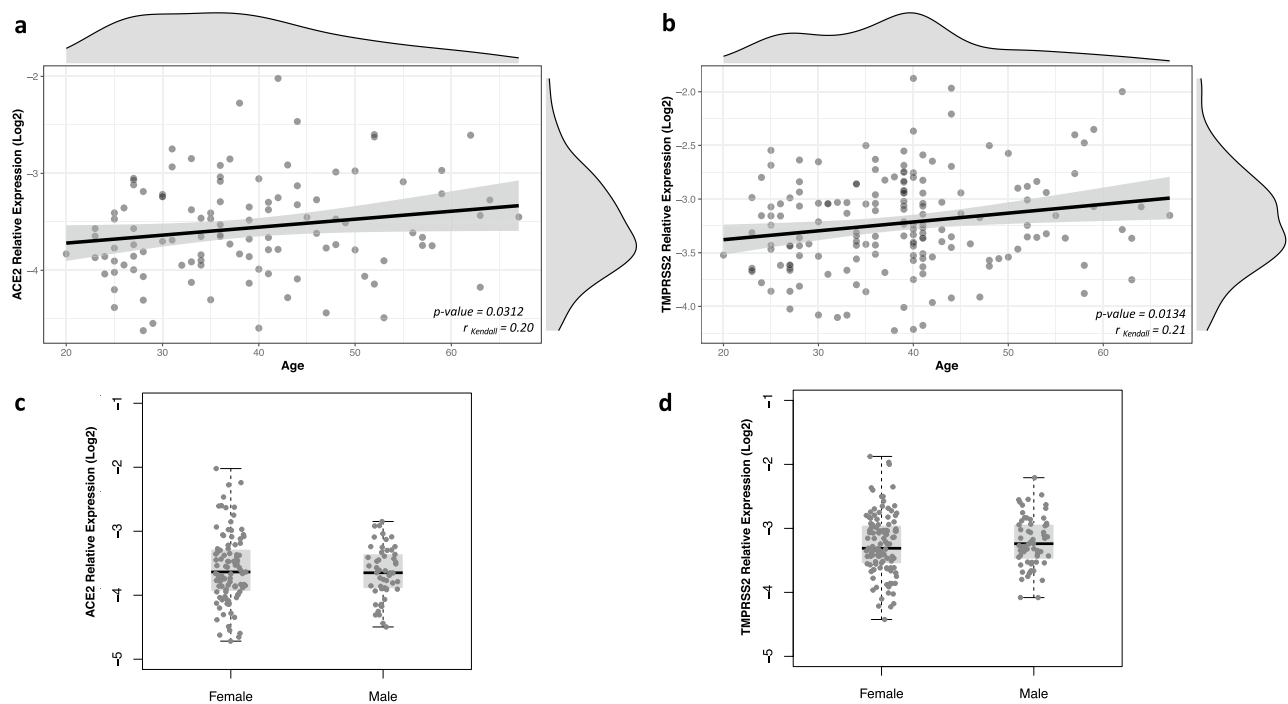 a
b
ACE2 Relative Expression (Log2)
−2
−3
−4
p-value = 0.0312
r Kendall = 0.20
20 30 40 50 60
Age
TMPRSS2 Relative Expression (Log2)
−2.0
−2.5
−3.0
−3.5
−4.0
p-value = 0.0134
r Kendall = 0.21
20 30 40 50 60
Age
c
d
ACE2 Relative Expression (Log2)
−1
−2
−3
−4
−5
Female Male
TMPRSS2 Relative Expression (Log2)
−1
−2
−3
−4
−5
Female Male